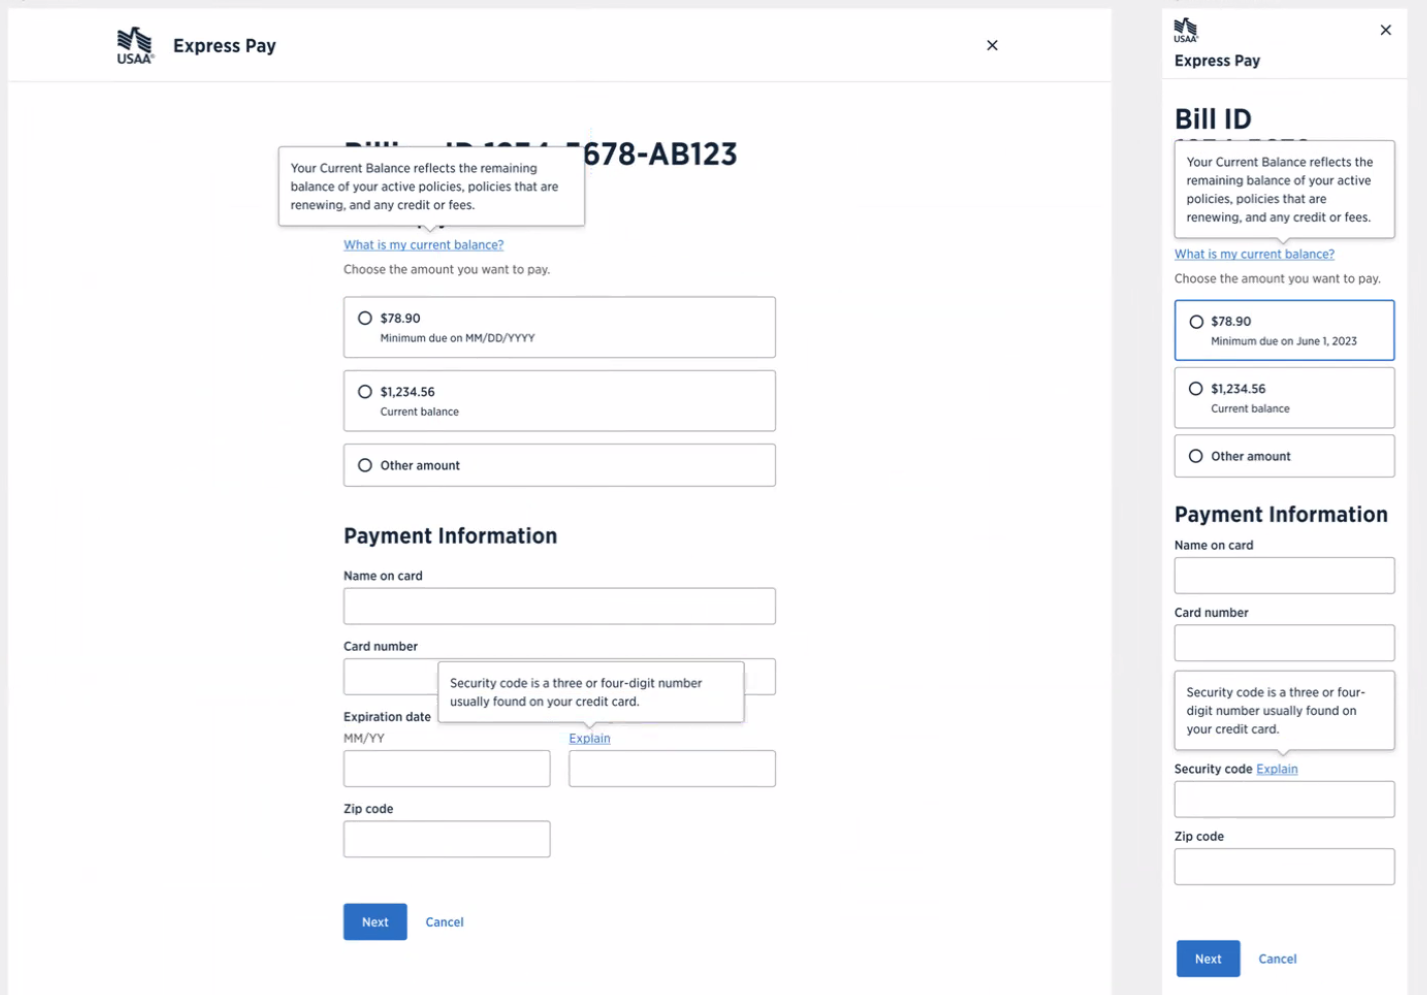 USAA
Express Pay
678-AB123
Your Current Balance reflects the remaining
balance of your active policies, policies that are
renewing, and any credit or fees.
What is my current balance?
Choose the amount you want to pay.
$78.90
Minimum due on MM/DD/YYYY
$1,234.56
Current balance
Other amount
Payment Information
Name on card
Card number
Security code is a three or four-digit number
usually found on your credit card.
Expiration date
MM/YY
Explain
Zip code
Next
Cancel
USAA
Express Pay
Bill ID
Your Current Balance reflects the
remaining balance of your active
policies, policies that are
renewing, and any credit or fees.
What is my current balance?
Choose the amount you want to pay.
$78.90
Minimum due on June 1, 2023
$1,234.56
Current balance
Other amount
Payment Information
Name on card
Card number
Security code is a three or four-
digit number usually found on
your credit card.
Security code Explain
Zip code
Next
Cancel